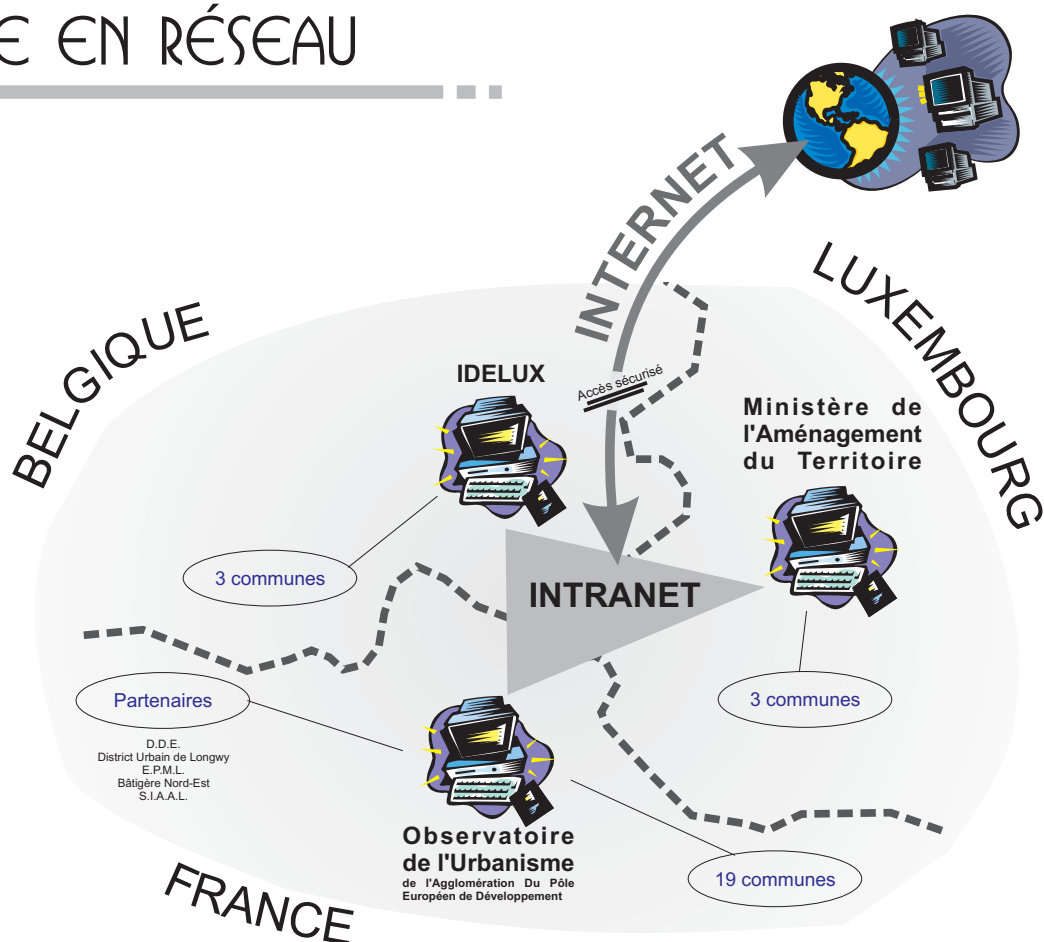 E EN RÉSEAU
INTERNET
BELGIQUE
LUXEMBOURG
IDELUX
Accès sécurisé
Ministère de
l'Aménagement
du Territoire
3 communes
INTRANET
Partenaires
D.D.E.
District Urbain de Longwy
E.P.M.L.
Bâtigère Nord-Est
S.I.A.A.L.
3 communes
Observatoire
de l'Urbanisme
de l'Agglomération Du Pôle
Européen de Développement
19 communes
FRANCE